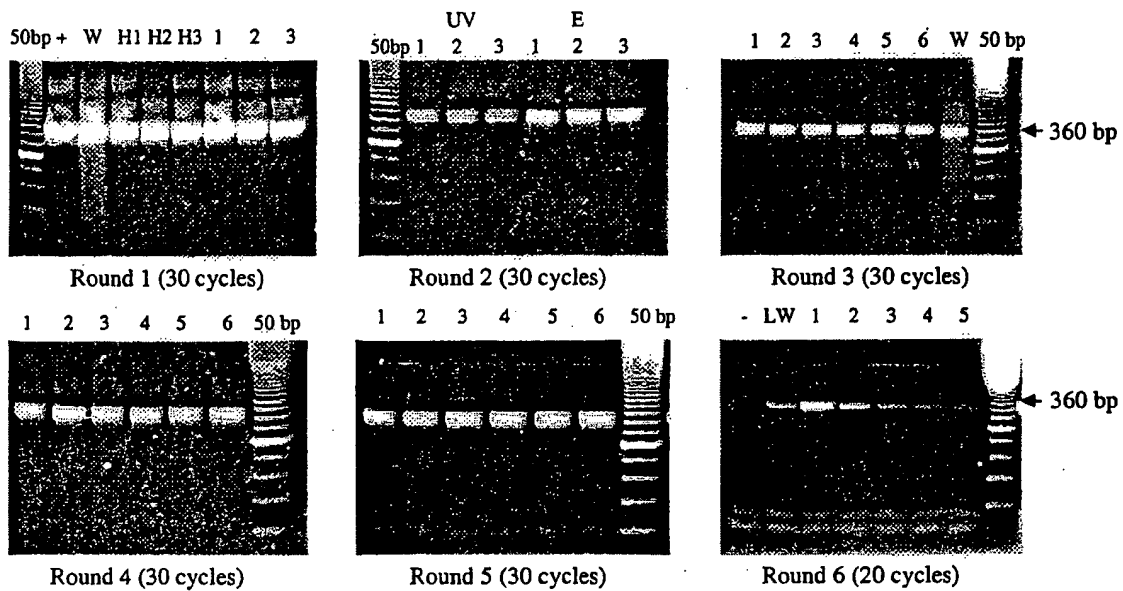 50bp + W H1 H2 H3 1 2 3
Round 1 (30 cycles)
UV E
50bp 1 2 3 1 2 3
Round 2 (30 cycles)
1 2 3 4 5 6 W 50 bp
360 bp
Round 3 (30 cycles)
1 2 3 4 5 6 50 bp
Round 4 (30 cycles)
1 2 3 4 5 6 50 bp
Round 5 (30 cycles)
- LW 1 2 3 4 5
360 bp
Round 6 (20 cycles)